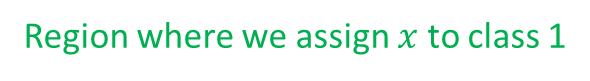 Region where we assign 𝑥 to class 1